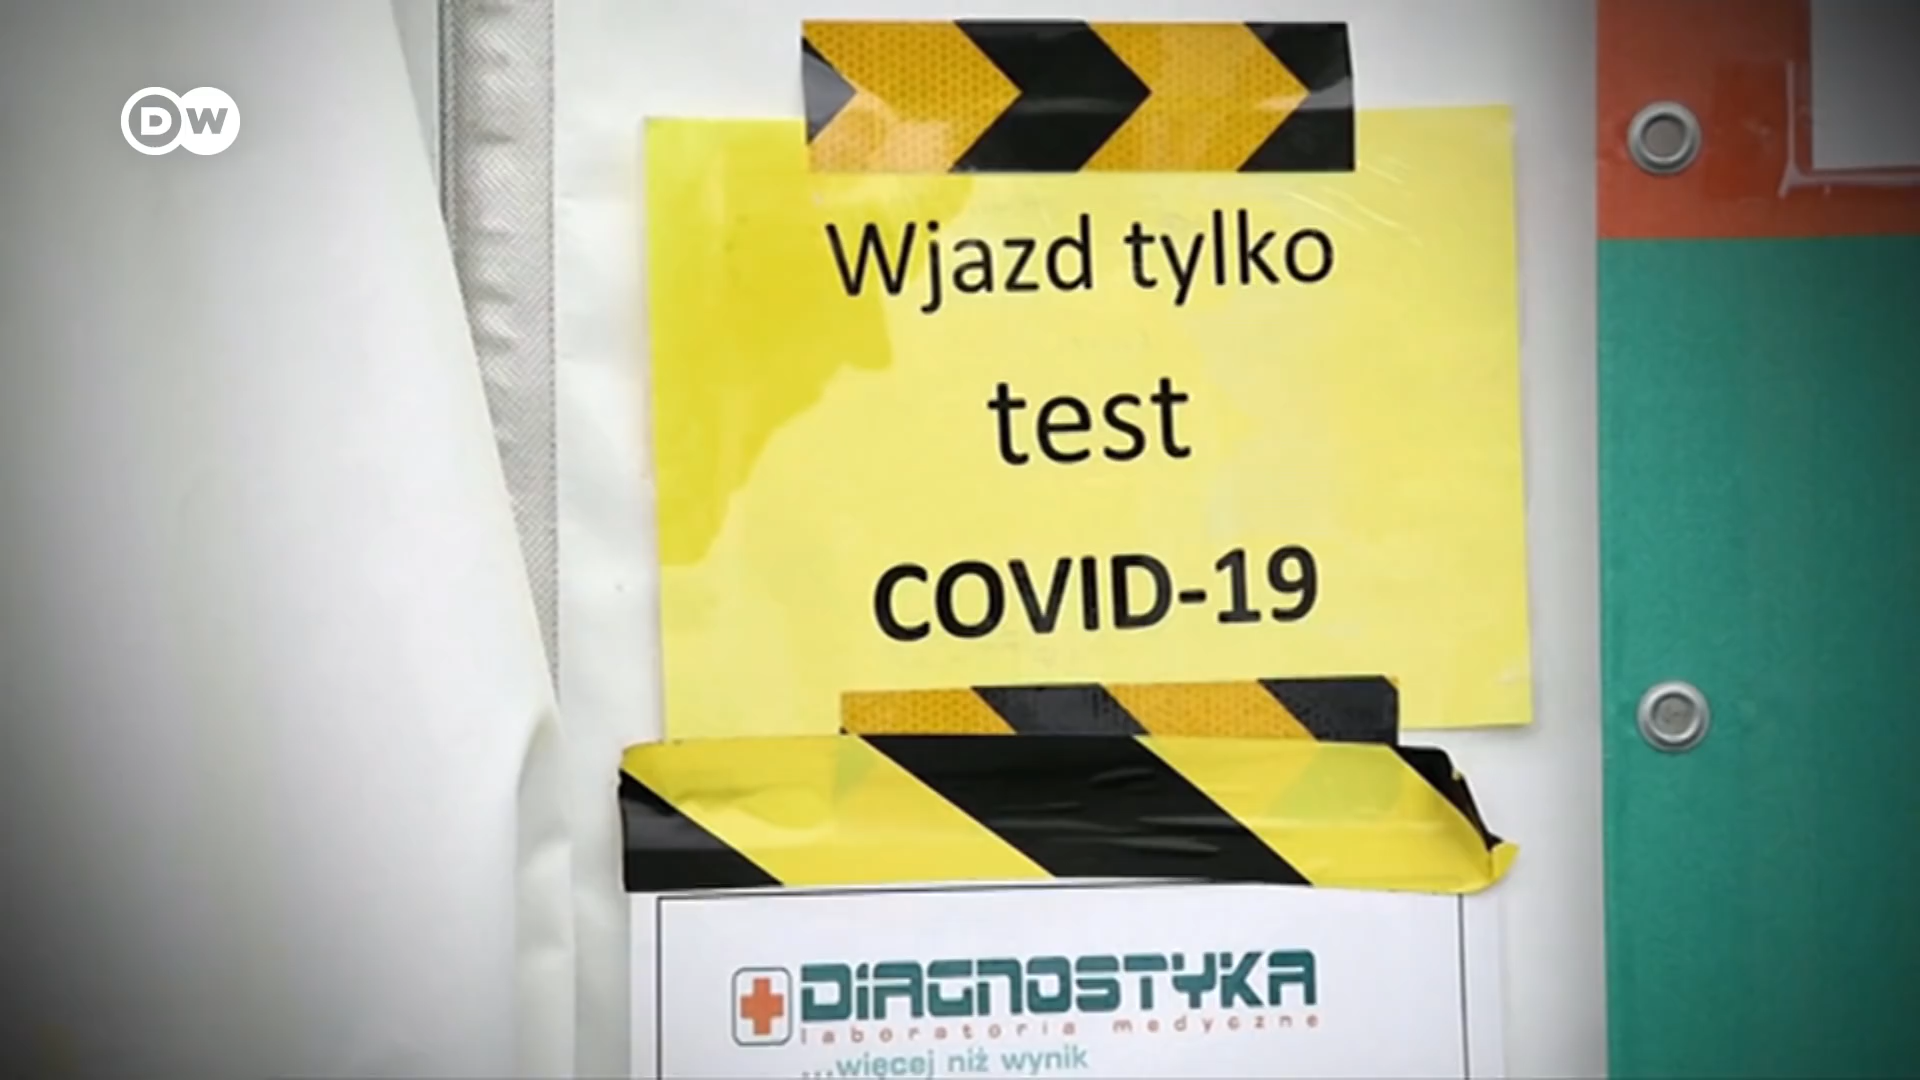 DW
Wjazd tylko
test
COVID-19
DIAGNOSTYKA
laboratoria medyczne
...więcej niż wynik